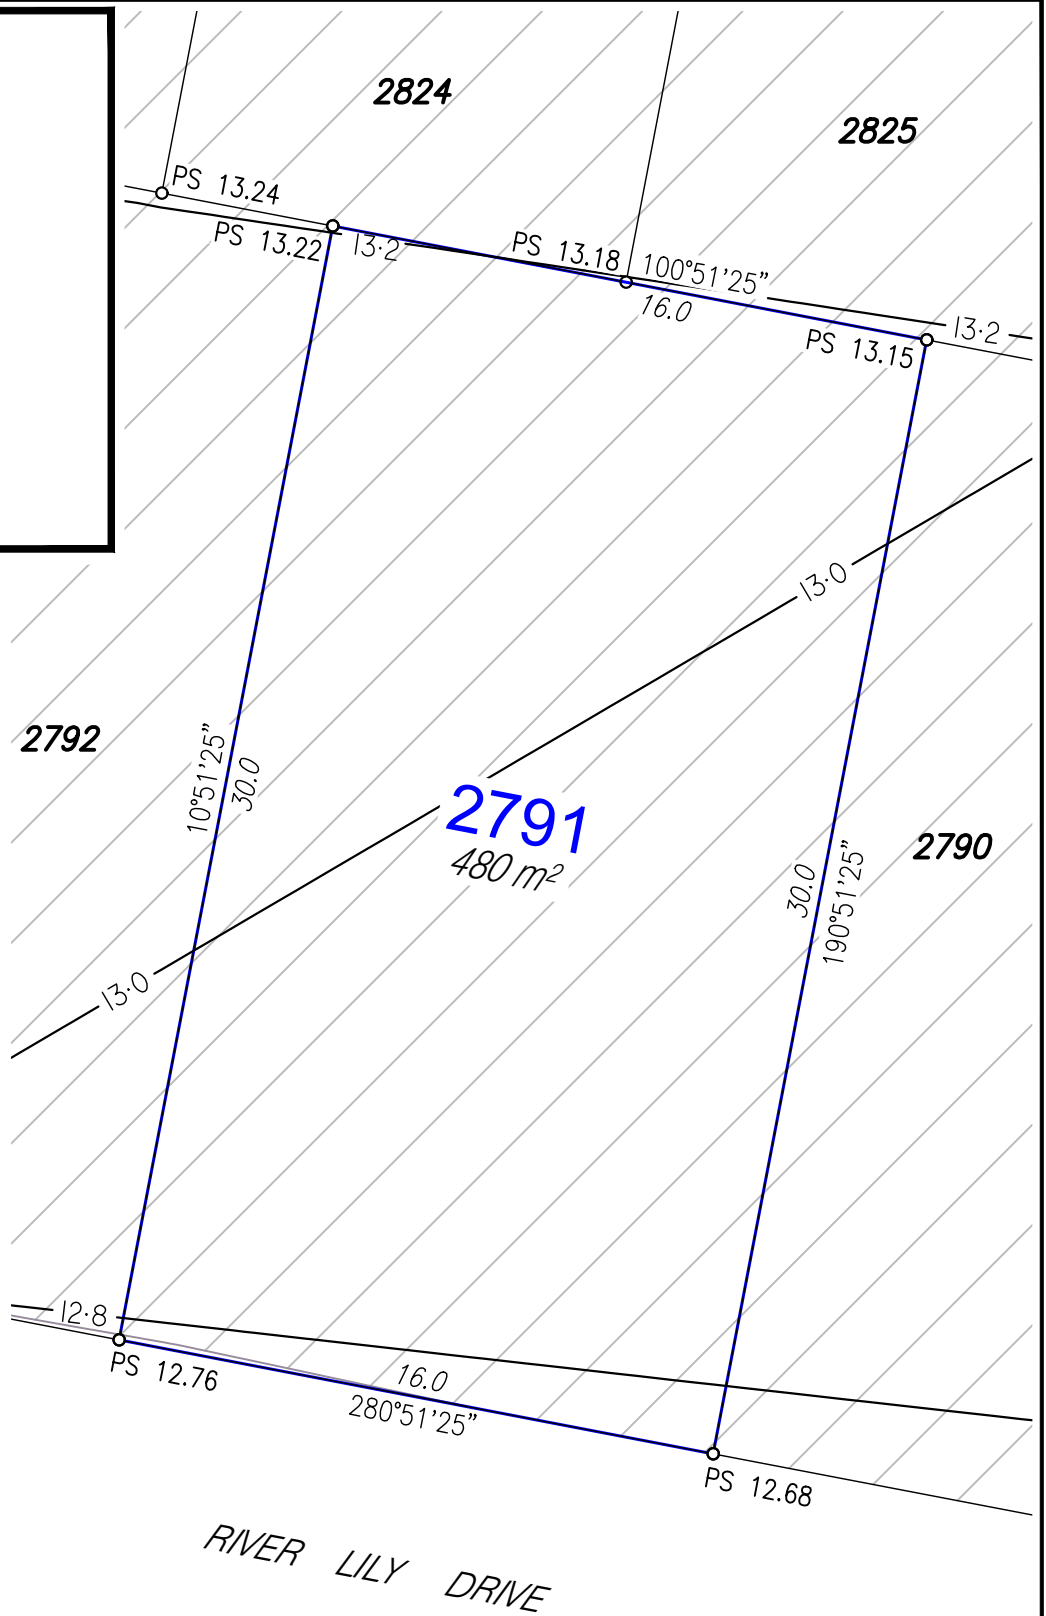 2824
2825
PS 13.24
PS 13.22
13·2
PS 13.18
100°51'25"
16.0
13·2
PS 13.15
13·0
2792
10°51'25"
30.0
2791
480 m²
2790
30.0
190°51'25"
13·0
12·8
PS 12.76
16.0
280°51'25"
PS 12.68
RIVER LILY DRIVE